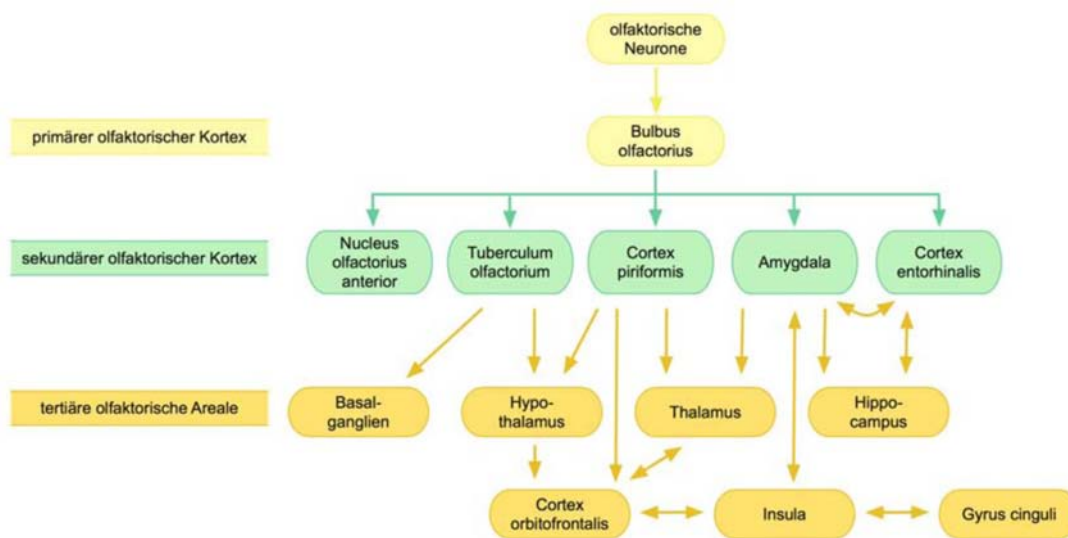 olfaktorische
Neurone
primärer olfaktorischer Kortex
Bulbus
olfactorius
sekundärer olfaktorischer Kortex
Nucleus
olfactorius
anterior
Tuberculum
olfactorium
Cortex
piriformis
Amygdala
Cortex
entorhinalis
tertiäre olfaktorische Areale
Basal-
ganglien
Hypo-
thalamus
Thalamus
Hippo-
campus
Cortex
orbitofrontalis
Insula
Gyrus cinguli